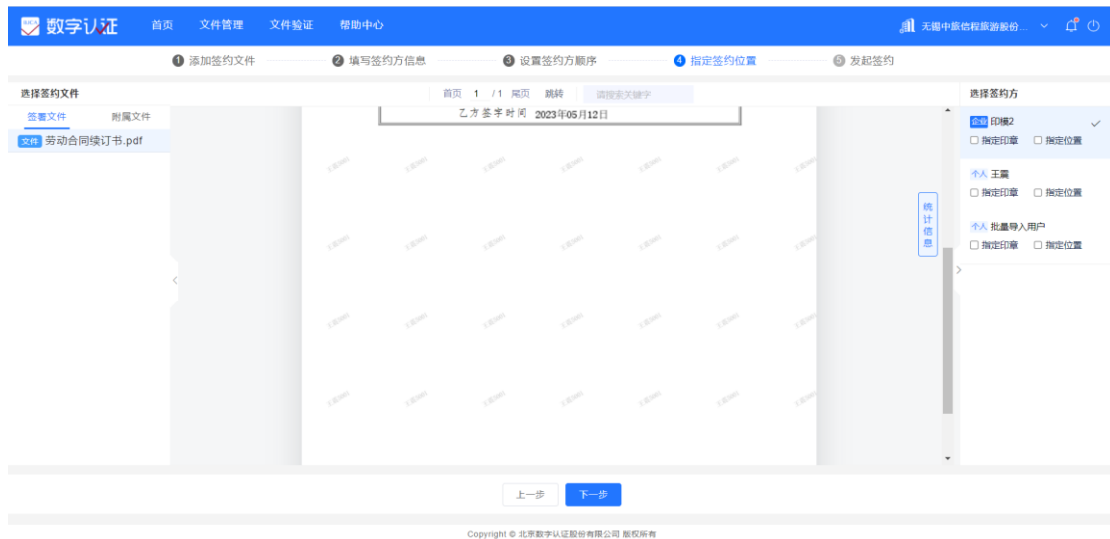 数字认证 首页 文件管理 文件验证 帮助中心 无锡中旅信程旅游股份...
1 添加签约文件 2 填写签约方信息 3 设置签约方顺序 4 指定签约位置 5 发起签约
选择签约文件 首页 1 /1 尾页 跳转 请搜索关键字 选择签约方
签署文件 附属文件
文件 劳动合同续订书.pdf
乙方签字时间 2023年05月12日
企业 印模2
指定印章 指定位置
个人 王震
指定印章 指定位置
个人 批量导入用户
指定印章 指定位置
统计信息
上一步 下一步
Copyright © 北京数字认证股份有限公司 版权所有